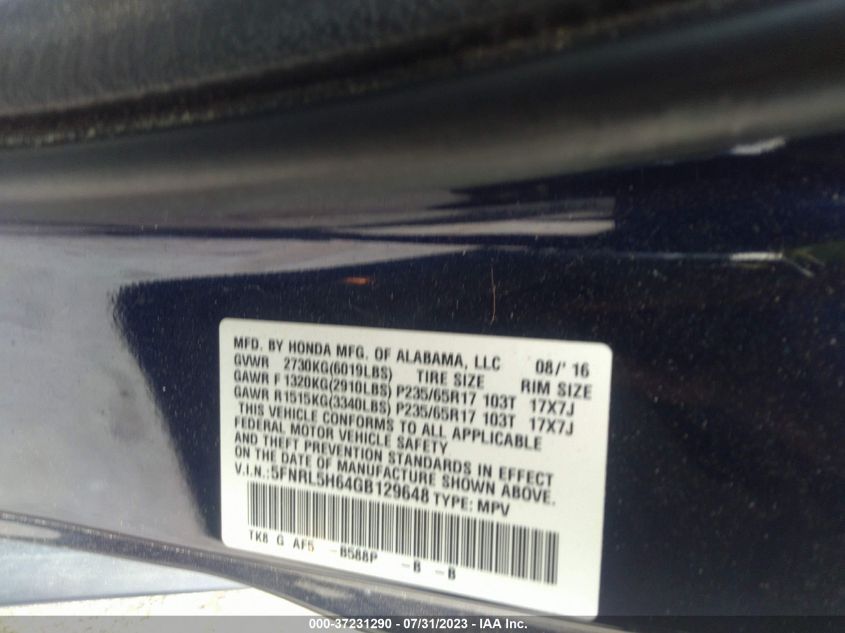 MFD. BY HONDA MFG. OF ALABAMA, LLC 08/'16
GVWR 2730KG(6019LBS) TIRE SIZE RIM SIZE
GAWR F 1320KG(2910LBS) P235/65R17 103T 17X7J
GAWR R1515KG(3340LBS) P235/65R17 103T 17X7J
THIS VEHICLE CONFORMS TO ALL APPLICABLE
FEDERAL MOTOR VEHICLE SAFETY
AND THEFT PREVENTION STANDARDS IN EFFECT
ON THE DATE OF MANUFACTURE SHOWN ABOVE.
V.I.N.:5FNRL5H64GB129648 TYPE: MPV
TK8 G AF5 -B588P -B -B
000-37231290 - 07/31/2023 - IAA Inc.